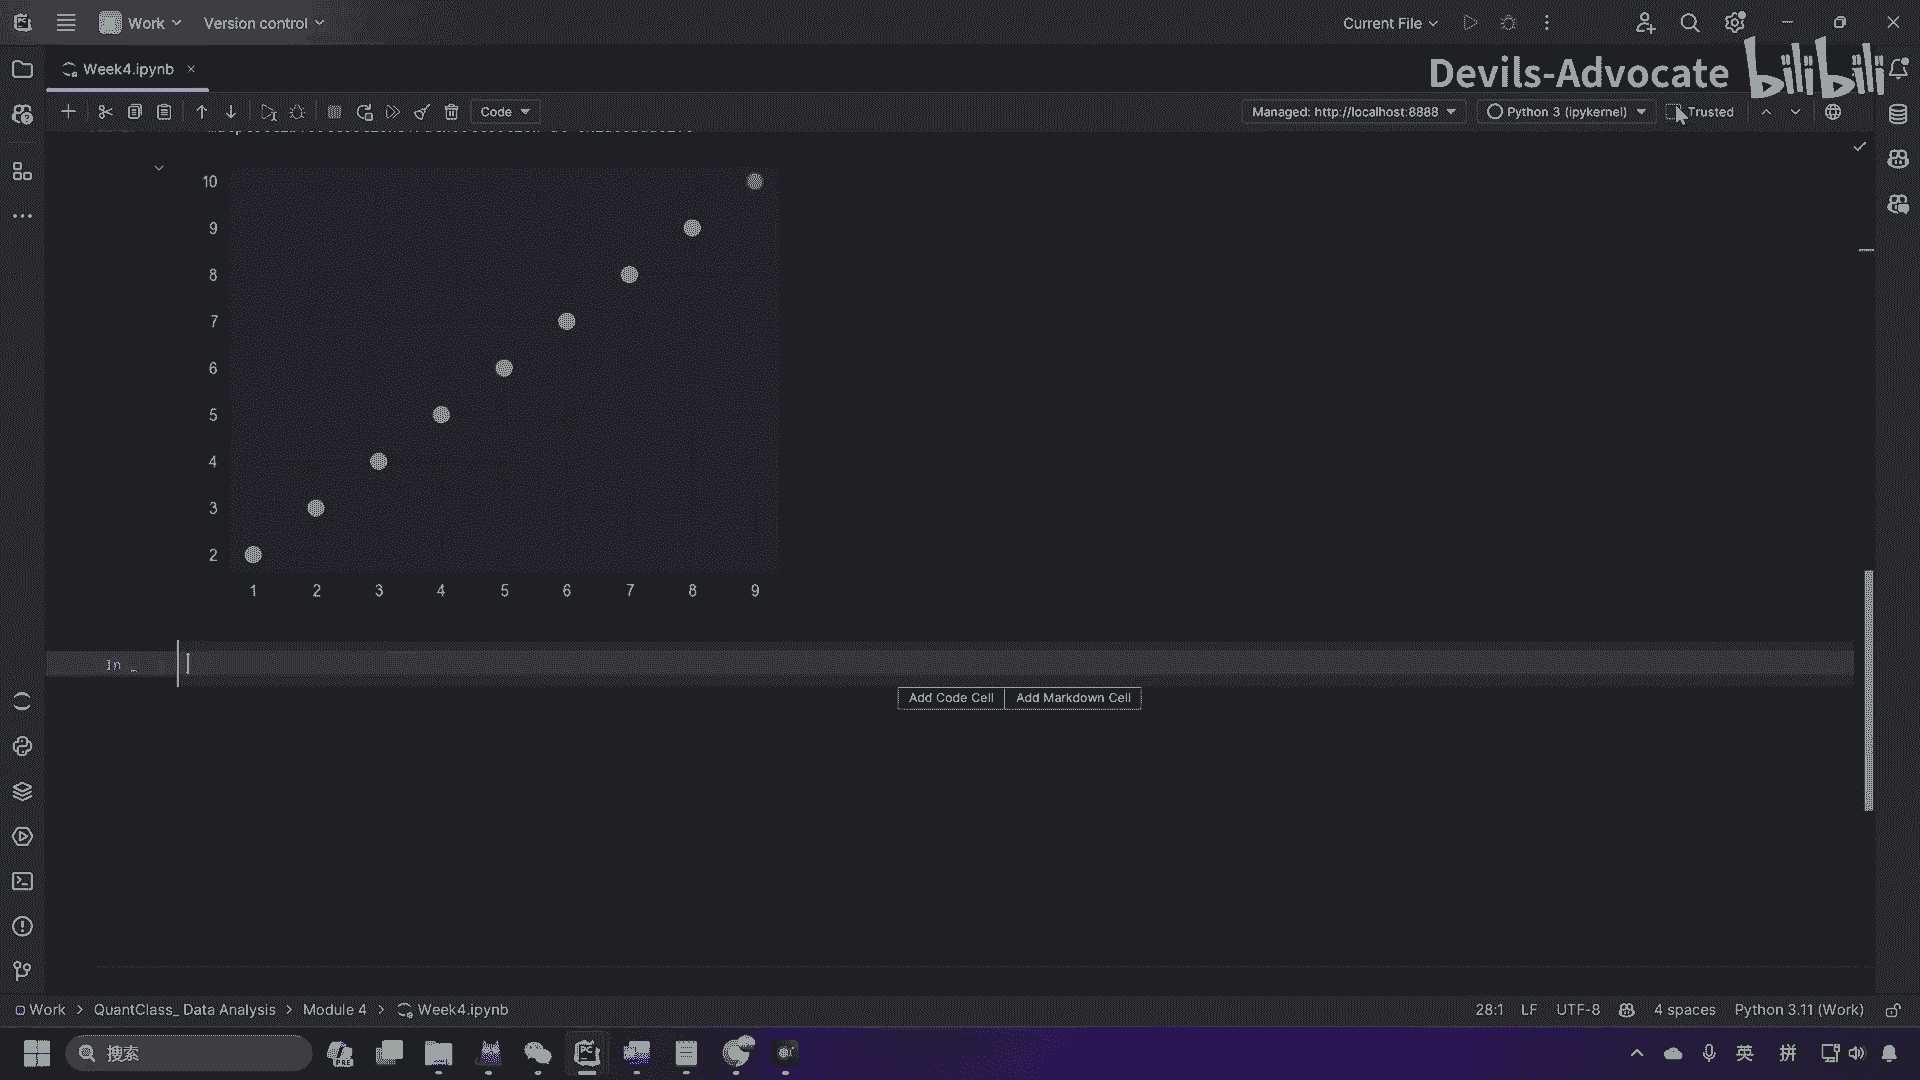 Work
Version control
Current File
Week4.ipynb
Devils-Advocate bilibili
Code
Managed: http://localhost:8888
Python 3 (ipykernel)
Trusted
10
9
8
7
6
5
4
3
2
1 2 3 4 5 6 7 8 9
In _
Add Code Cell
Add Markdown Cell
Work > QuantClass_ Data Analysis > Module 4 > Week4.ipynb
28:1 LF UTF-8 4 spaces Python 3.11 (Work)
搜索
PRE
英 拼